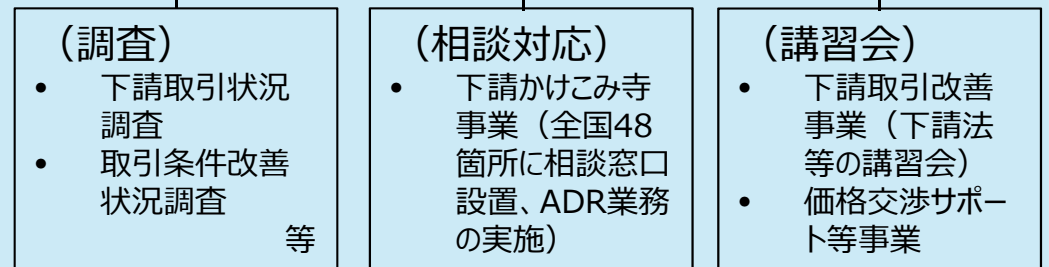 （調査）
• 下請取引状況
調査
• 取引条件改善
状況調査
等
（相談対応）
• 下請かけこみ寺
事業（全国48
箇所に相談窓口
設置、ADR業務
の実施）
（講習会）
• 下請取引改善
事業（下請法
等の講習会）
• 価格交渉サポー
ト等事業